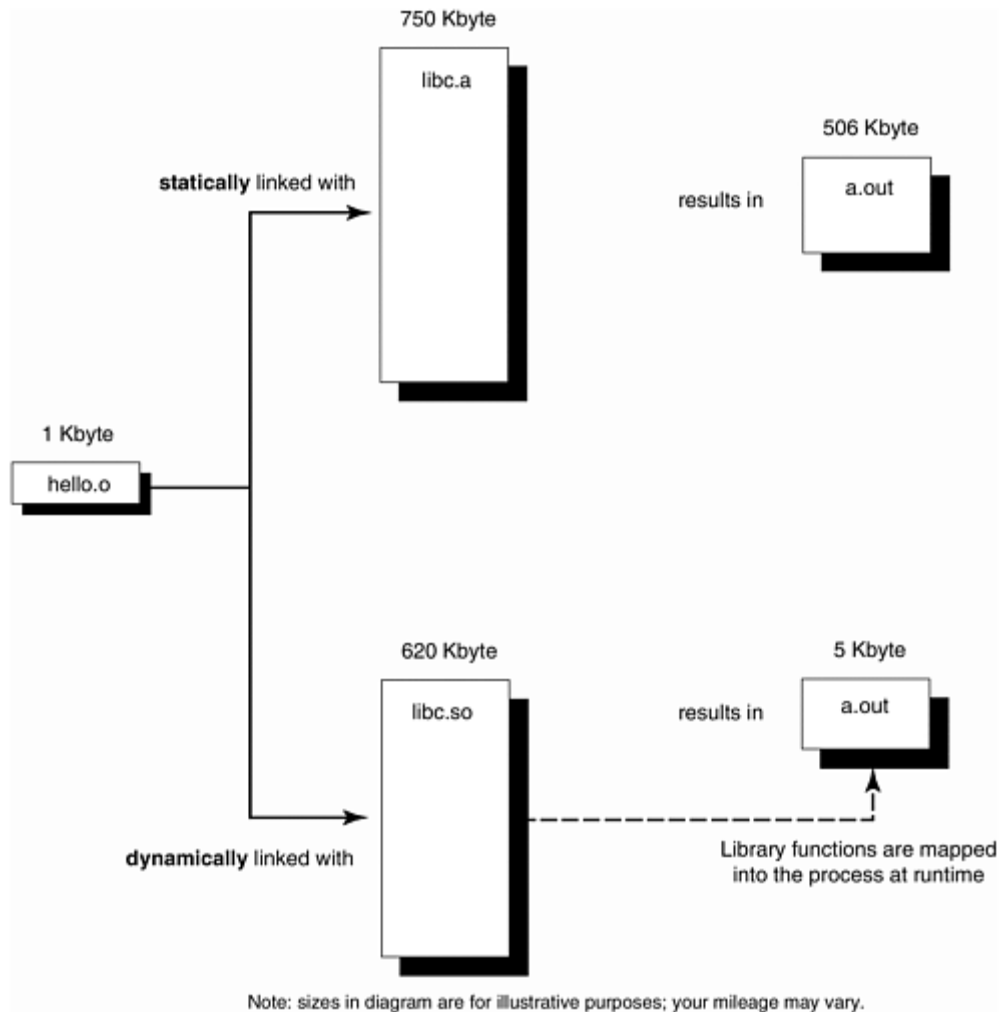 750 Kbyte
libc.a
506 Kbyte
a.out
statically linked with
results in
1 Kbyte
hello.o
620 Kbyte
libc.so
5 Kbyte
a.out
results in
dynamically linked with
Library functions are mapped
into the process at runtime
Note: sizes in diagram are for illustrative purposes; your mileage may vary.